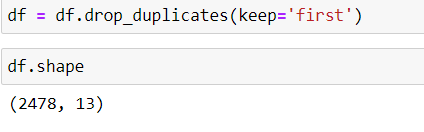 df = df.drop_duplicates(keep='first')
df.shape
(2478, 13)